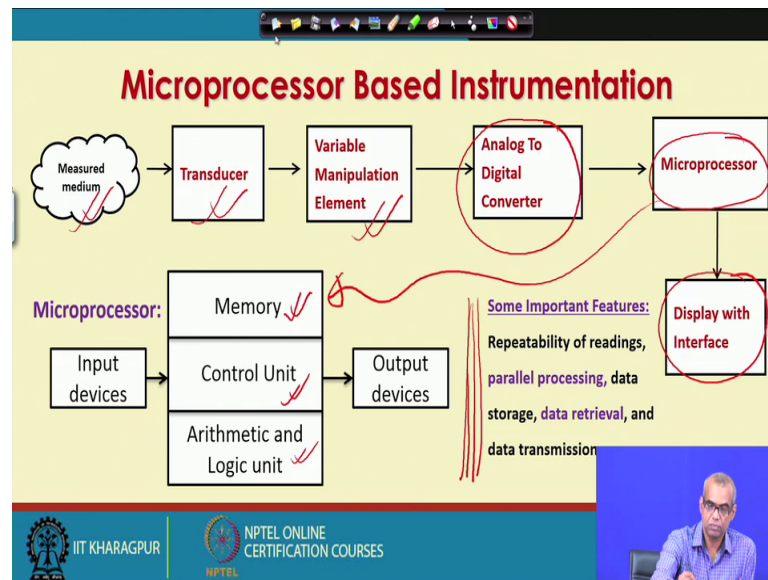 Microprocessor Based Instrumentation
Measured
medium
Transducer
Variable
Manipulation
Element
Analog To
Digital
Converter
Microprocessor
Display with
Interface
Microprocessor:
Input
devices
Memory
Control Unit
Arithmetic and
Logic unit
Output
devices
Some Important Features:
Repeatability of readings,
parallel processing, data
storage, data retrieval, and
data transmission
IIT KHARAGPUR
NPTEL
NPTEL ONLINE
CERTIFICATION COURSES